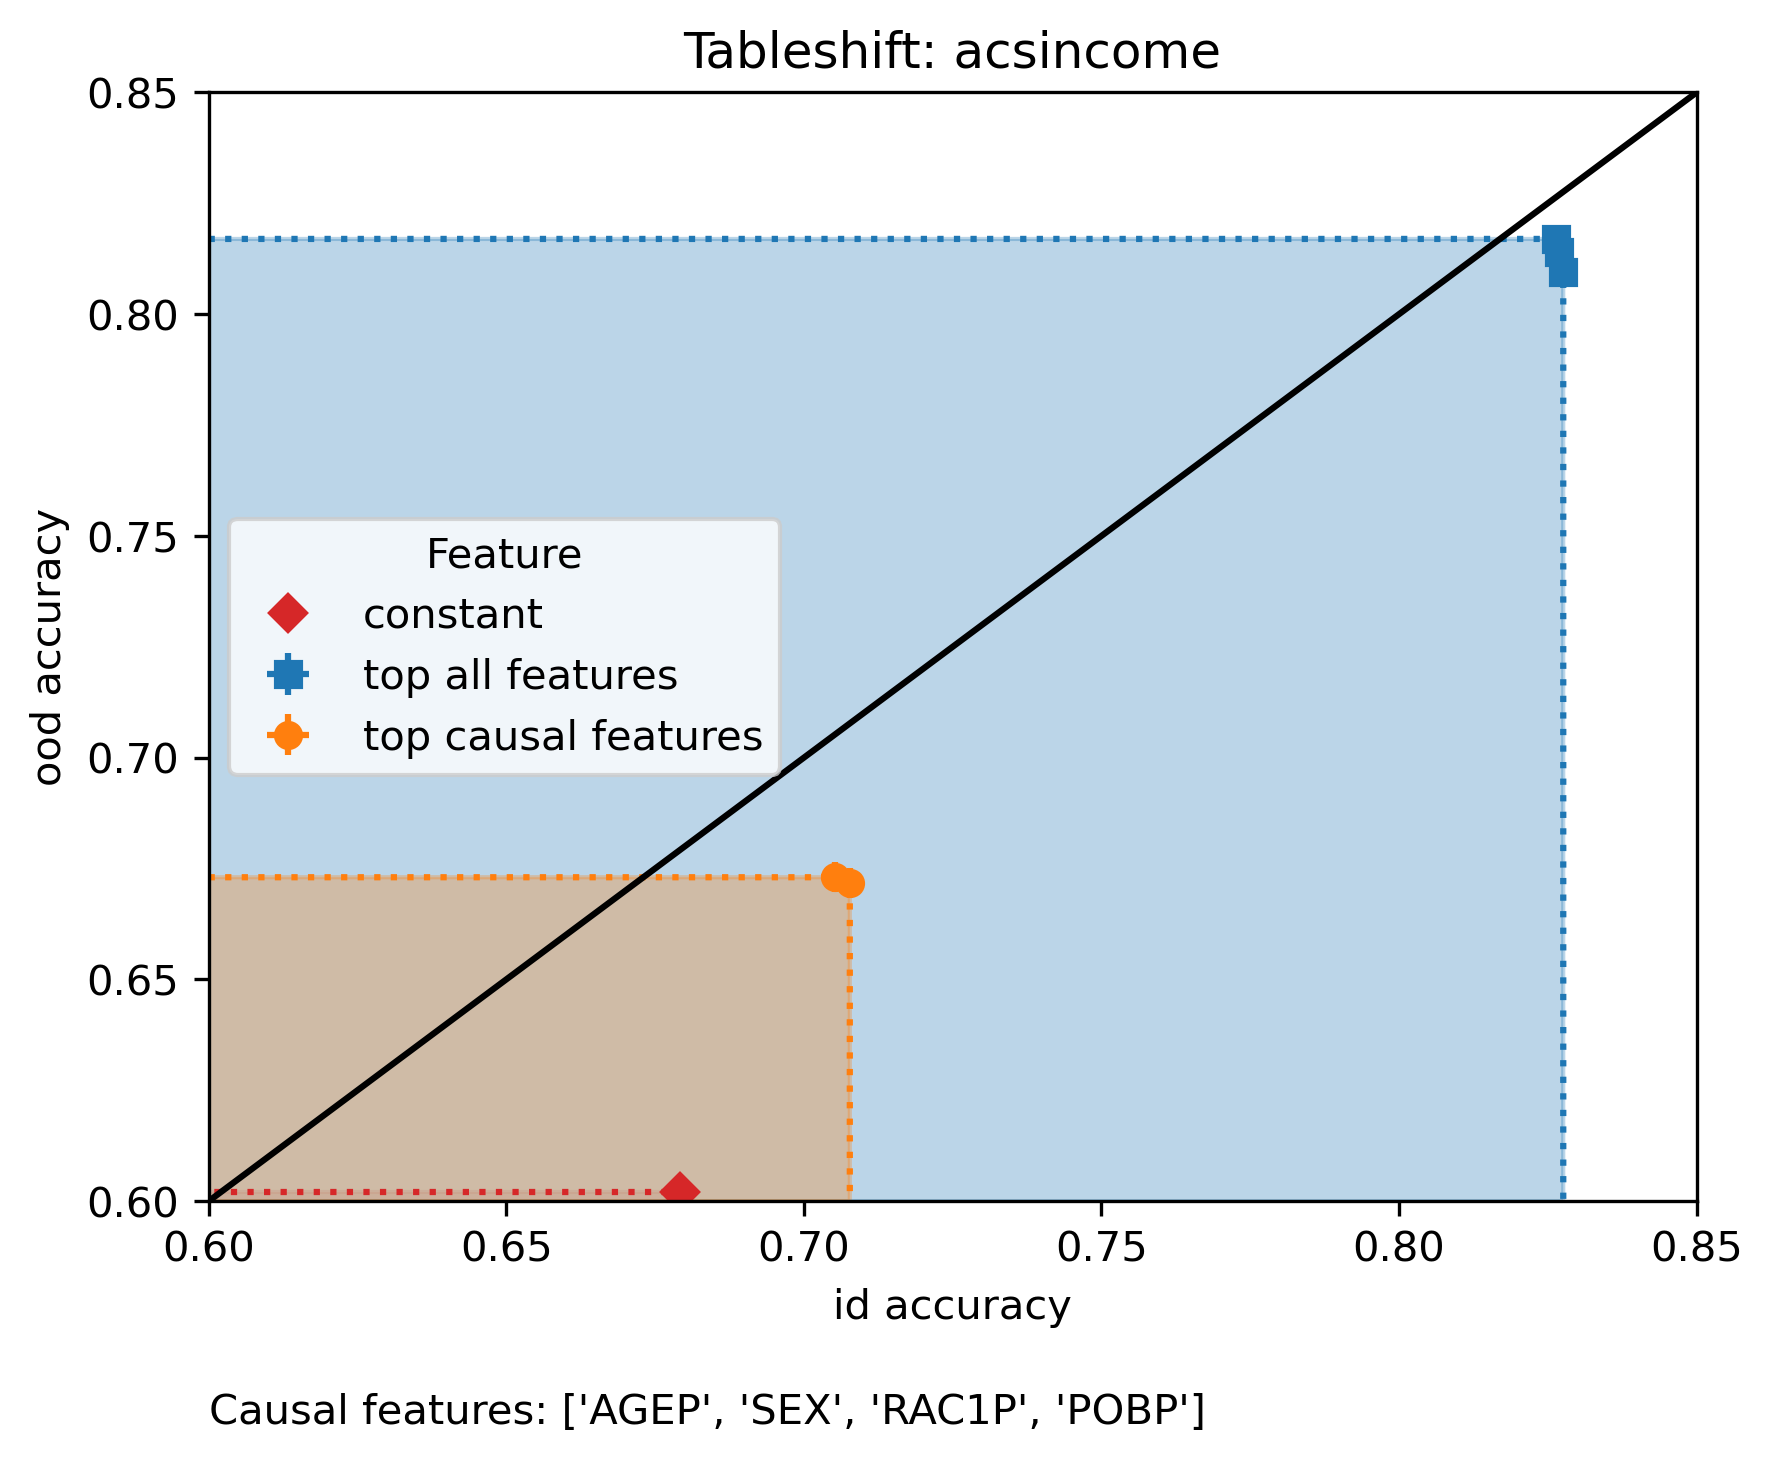 Tableshift: acsincome
0.85
0.80
0.75
0.70
0.65
0.60
ood accuracy
Feature
constant
top all features
top causal features
0.60 0.65 0.70 0.75 0.80 0.85
id accuracy
Causal features: ['AGEP', 'SEX', 'RAC1P', 'POBP']